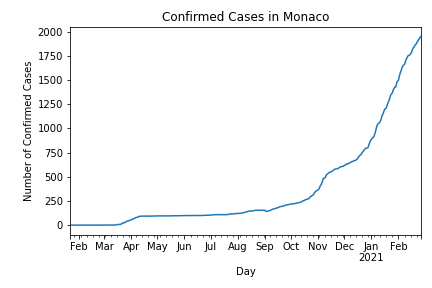 Confirmed Cases in Monaco
Number of Confirmed Cases
2000
1750
1500
1250
1000
750
500
250
0
Feb Mar Apr May Jun Jul Aug Sep Oct Nov Dec Jan Feb
2021
Day